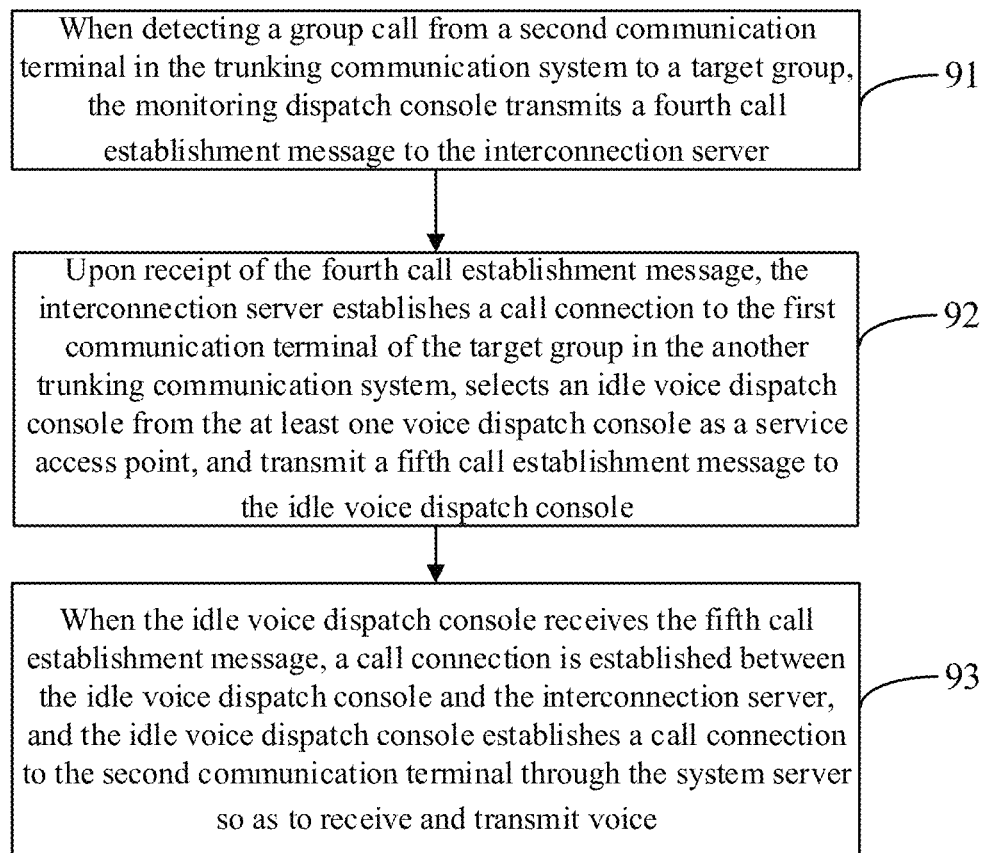 When detecting a group call from a second communication
terminal in the trunking communication system to a target group,
the monitoring dispatch console transmits a fourth call
establishment message to the interconnection server
91
Upon receipt of the fourth call establishment message, the
interconnection server establishes a call connection to the first
communication terminal of the target group in the another
trunking communication system, selects an idle voice dispatch
console from the at least one voice dispatch console as a service
access point, and transmit a fifth call establishment message to
the idle voice dispatch console
92
When the idle voice dispatch console receives the fifth call
establishment message, a call connection is established between
the idle voice dispatch console and the interconnection server,
and the idle voice dispatch console establishes a call connection
to the second communication terminal through the system server
so as to receive and transmit voice
93